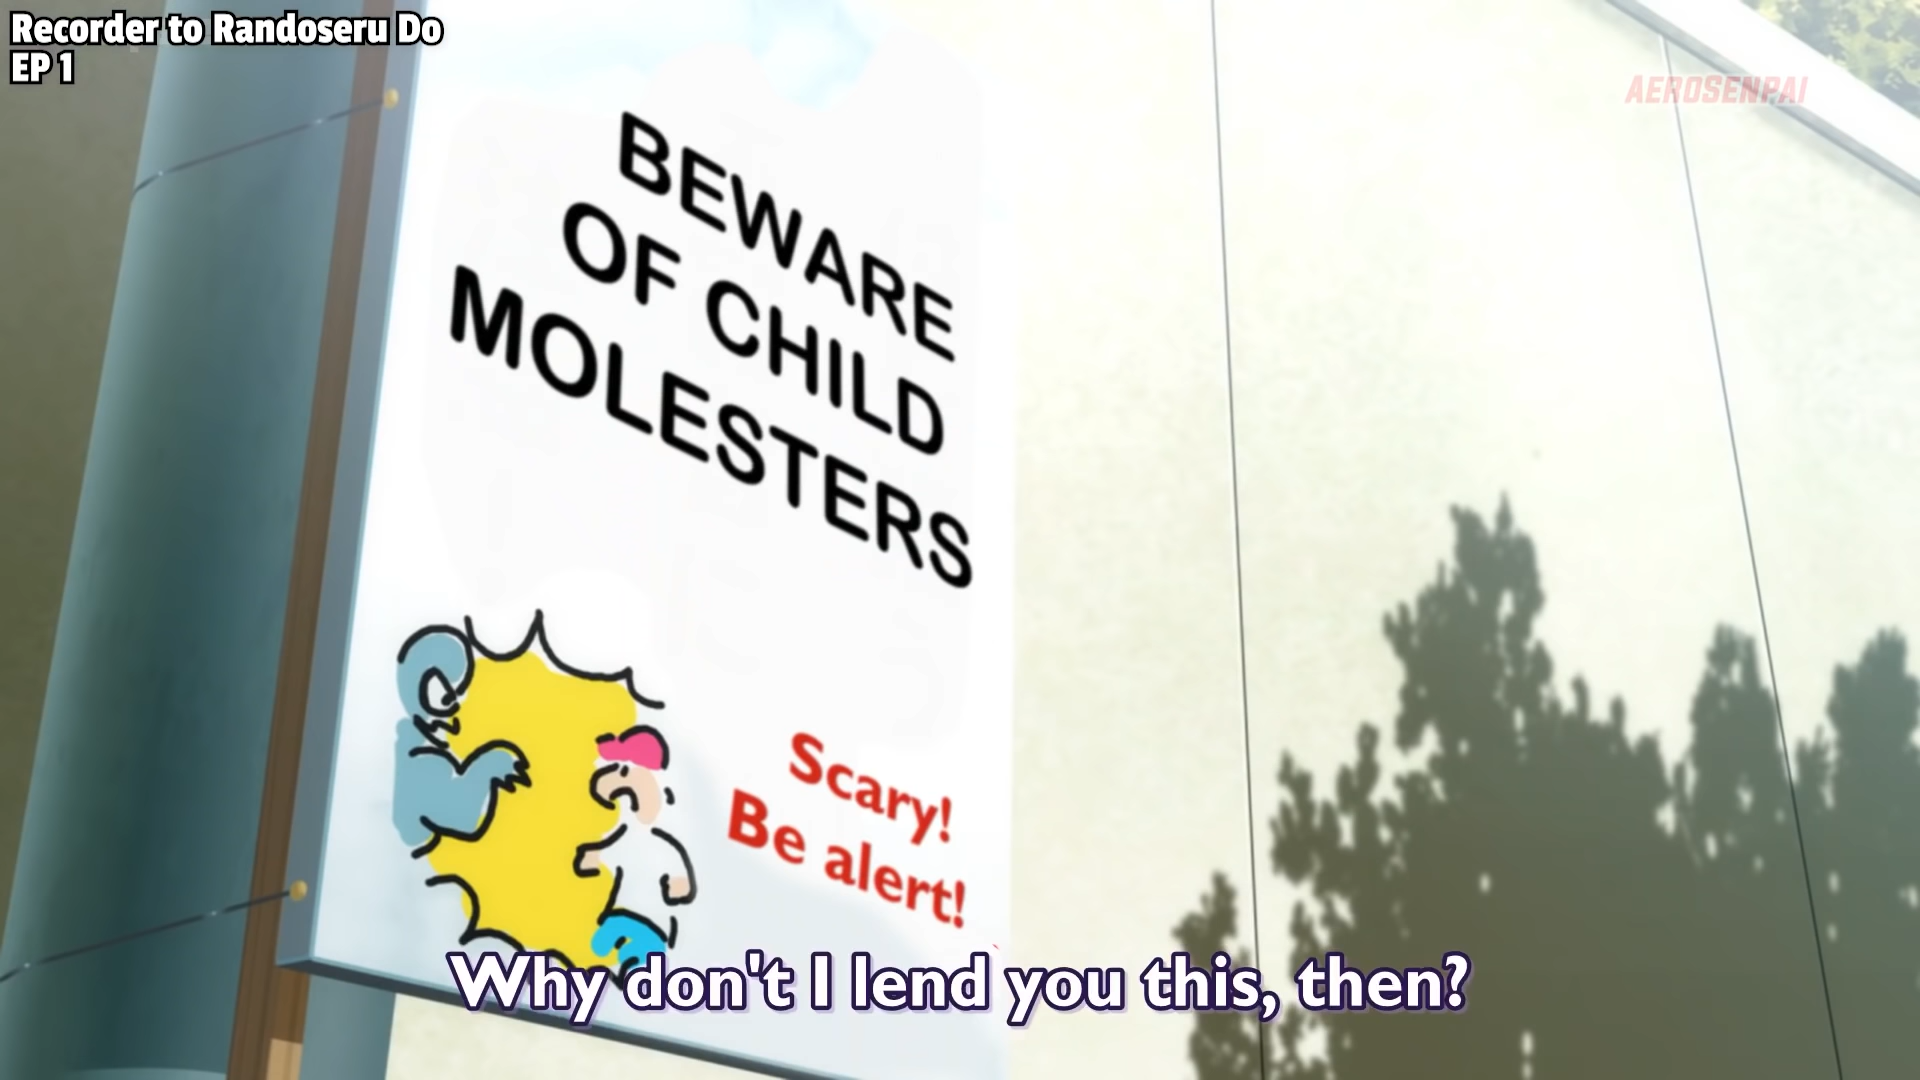 Recorder to Randoseru Do
EP 1
AEROSENPAI
BEWARE
OF CHILD
MOLESTERS
Scary!
Be alert!
Why don't I lend you this, then?